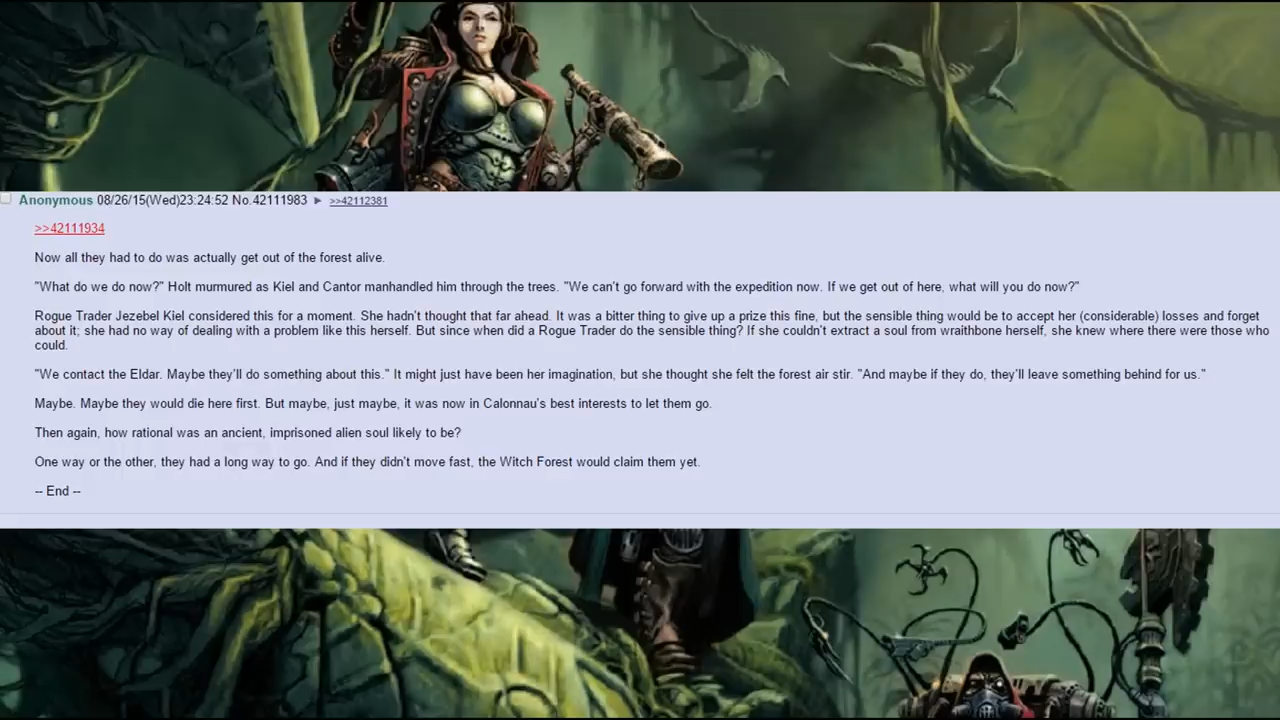 Anonymous 08/26/15(Wed)23:24:52 No.42111983 ▶ >>42112381
>>42111934
Now all they had to do was actually get out of the forest alive.
"What do we do now?" Holt murmured as Kiel and Cantor manhandled him through the trees. "We can't go forward with the expedition now. If we get out of here, what will you do now?"
Rogue Trader Jezebel Kiel considered this for a moment. She hadn't thought that far ahead. It was a bitter thing to give up a prize this fine, but the sensible thing would be to accept her (considerable) losses and forget
about it; she had no way of dealing with a problem like this herself. But since when did a Rogue Trader do the sensible thing? If she couldn't extract a soul from wraithbone herself, she knew where there were those who
could.
"We contact the Eldar. Maybe they'll do something about this." It might just have been her imagination, but she thought she felt the forest air stir. "And maybe if they do, they'll leave something behind for us."
Maybe. Maybe they would die here first. But maybe, just maybe, it was now in Calonnau's best interests to let them go.
Then again, how rational was an ancient, imprisoned alien soul likely to be?
One way or the other, they had a long way to go. And if they didn't move fast, the Witch Forest would claim them yet.
-- End --